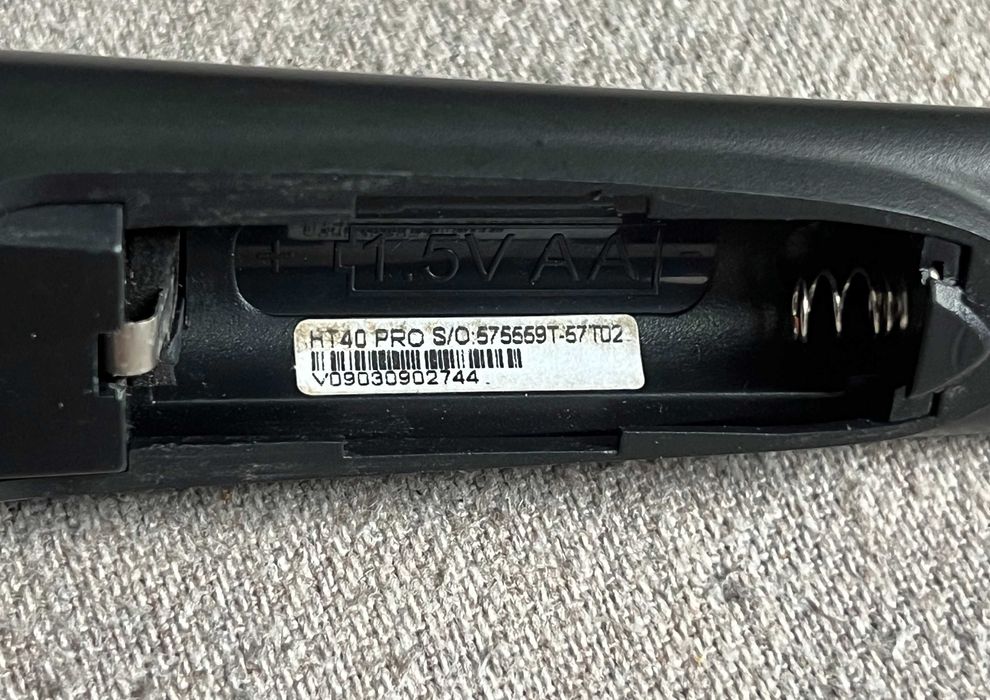 + 1.5V AA -
HT40 PRO S/O:575559T-57T02
V09030902744